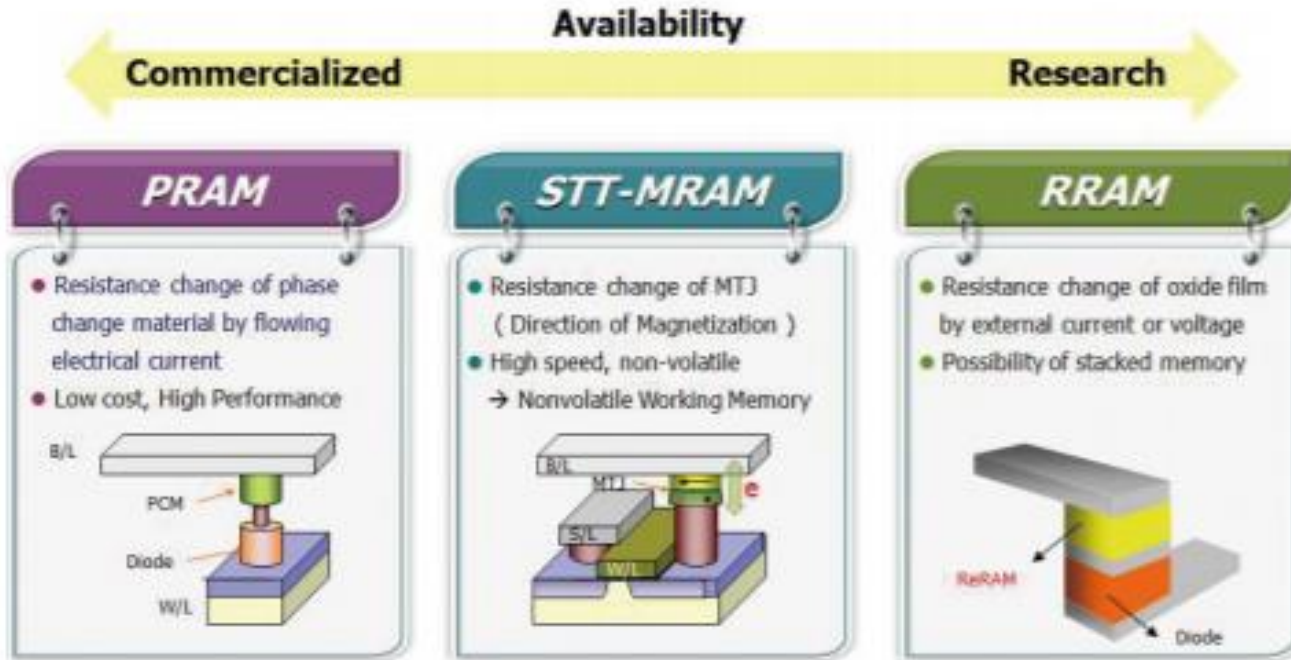 Availability
Commercialized
Research
PRAM
• Resistance change of phase
change material by flowing
electrical current
• Low cost, High Performance
B/L
PCM
Diode
W/L
STT-MRAM
• Resistance change of MTJ
( Direction of Magnetization )
• High speed, non-volatile
→ Nonvolatile Working Memory
B/L
MTJ
e
S/L
W/L
RRAM
• Resistance change of oxide film
by external current or voltage
• Possibility of stacked memory
ReRAM
Diode